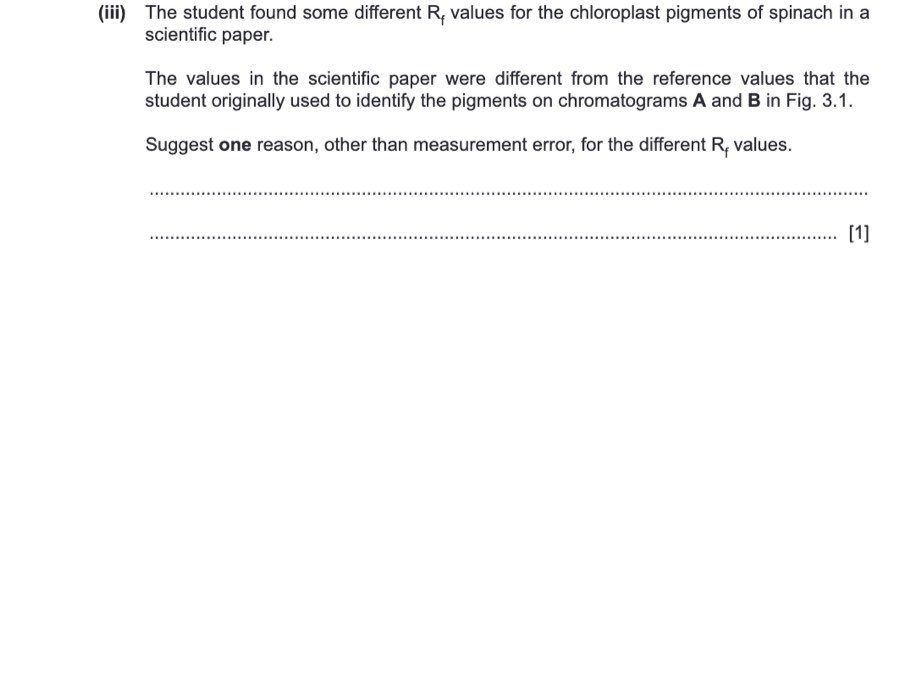 (iii) The student found some different Rf values for the chloroplast pigments of spinach in a
scientific paper.
The values in the scientific paper were different from the reference values that the
student originally used to identify the pigments on chromatograms A and B in Fig. 3.1.
Suggest one reason, other than measurement error, for the different Rf values.
[1]